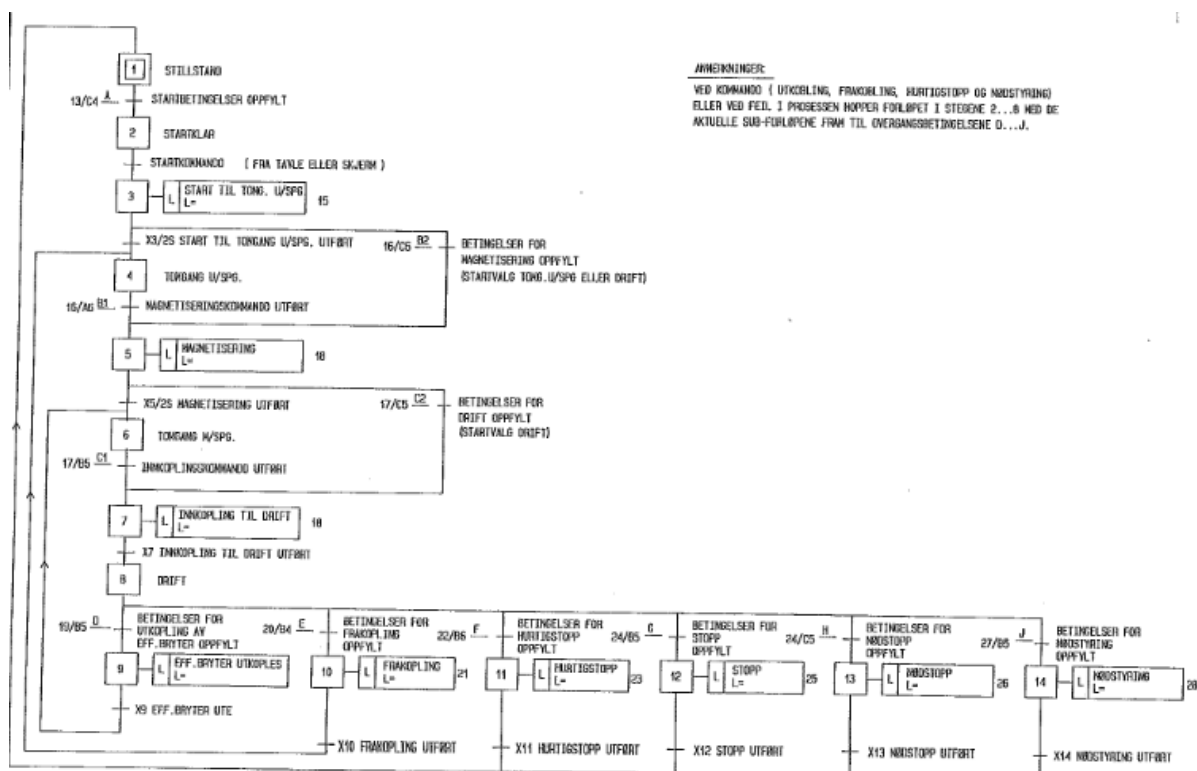 1 STILLSTAND
13/C4 A STARTBETINGELSER OPPFYLT
2 STARTKLAR
STARTKOMMANDO ( FRA TAVLE ELLER SKJERM )
3 L START TIL TOMG. U/SPG 15
L=
X3/2S START TIL TOMGANG U/SPG. UTFØRT
16/C6 B2 BETINGELSER FOR
MAGNETISERING OPPFYLT
(STARTVALG TOMG.U/SPG ELLER DRIFT)
4 TOMGANG U/SPG.
16/A6 B1 MAGNETISERINGSKOMMANDO UTFØRT
5 L MAGNETISERING
L=
X5/2S MAGNETISERING UTFØRT
17/C5 C2 BETINGELSER FOR
DRIFT OPPFYLT
(STARTVALG DRIFT)
6 TOMGANG M/SPG.
17/B5 C1 INNKOPLINGSKOMMANDO UTFØRT
7 L INNKOPLING TIL DRIFT
L=
X7 INNKOPLING TIL DRIFT UTFØRT
8 DRIFT
ANMERKNINGER:
VED KOMMANDO ( UTKOBLING, FRAKOBLING, HURTIGSTOPP OG NØDSTYRING)
ELLER VED FEIL I PROSESSEN HOPPER FORLØPET I STEGENE 2...8 MED DE
AKTUELLE SUB-FORLØPENE FRAM TIL OVERGANGSBETINGELSENE D...J.
19/B5 D BETINGELSER FOR
UTKOPLING AV
EFF.BRYTER OPPFYLT
9 L EFF.BRYTER UTKOPLES
L=
X9 EFF.BRYTER UTE
20/B4 E BETINGELSER FOR
FRAKOPLING
OPPFYLT
10 L FRAKOPLING 21
L=
X10 FRAKOPLING UTFØRT
22/B6 F BETINGELSER FOR
HURTIGSTOPP
OPPFYLT
11 L HURTIGSTOPP 23
L=
X11 HURTIGSTOPP UTFØRT
24/B5 G BETINGELSER FOR
STOPP
OPPFYLT
12 L STOPP 25
L=
X12 STOPP UTFØRT
24/C5 H BETINGELSER FOR
NØDSTOPP
OPPFYLT
13 L NØDSTOPP 26
L=
X13 NØDSTOPP UTFØRT
27/B5 J BETINGELSER FOR
NØDSTYRING
OPPFYLT
14 L NØDSTYRING 28
L=
X14 NØDSTYRING UTFØRT